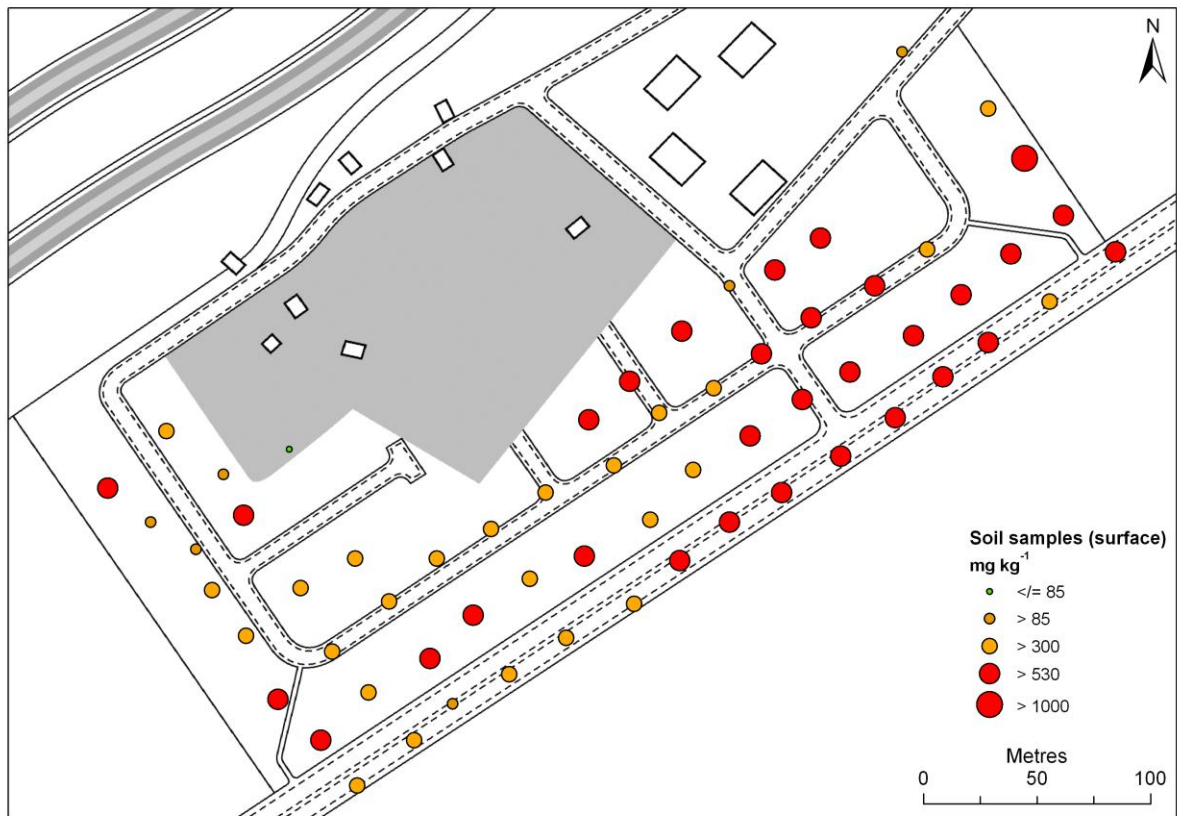 N
Soil samples (surface)
mg kg-1
</= 85
> 85
> 300
> 530
> 1000
Metres
0 50 100